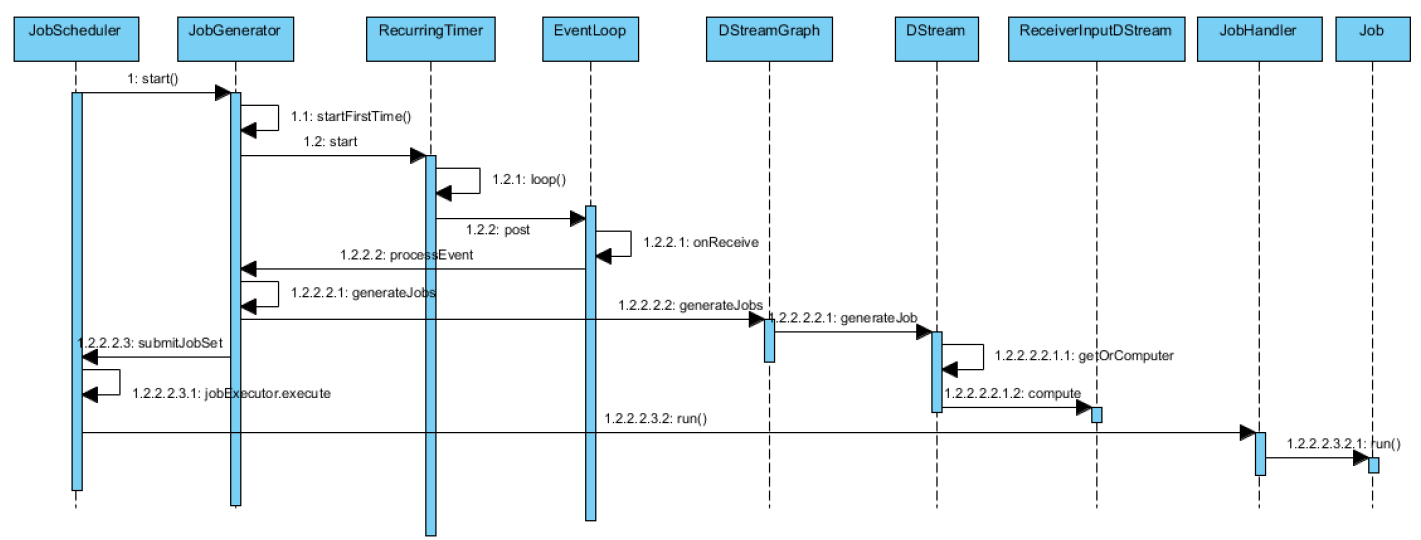 JobScheduler
JobGenerator
RecurringTimer
EventLoop
DStreamGraph
DStream
ReceiverInputDStream
JobHandler
Job
1: start()
1.1: startFirstTime()
1.2: start
1.2.1: loop()
1.2.2: post
1.2.2.1: onReceive
1.2.2.2: processEvent
1.2.2.2.1: generateJobs
1.2.2.2.2: generateJobs
1.2.2.2.2.1: generateJob
1.2.2.2.3: submitJobSet
1.2.2.2.2.1.1: getOrComputer
1.2.2.2.3.1: jobExecutor.execute
1.2.2.2.2.1.2: compute
1.2.2.2.3.2: run()
1.2.2.2.3.2.1: run()